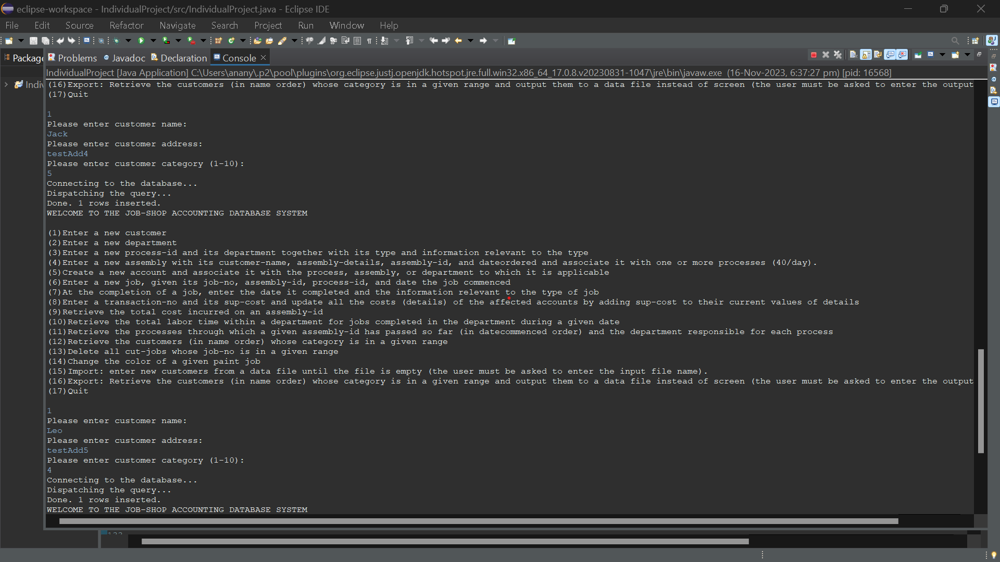 eclipse-workspace - IndividualProject/src/IndividualProject.java - Eclipse IDE
File Edit Source Refactor Navigate Search Project Run Window Help
Package Problems Javadoc Declaration Console
IndividualProject [Java Application] C:\Users\anany\.p2\pool\plugins\org.eclipse.justj.openjdk.hotspot.jre.full.win32.x86_64_17.0.8.v20230831-1047\jre\bin\javaw.exe (16-Nov-2023, 6:37:27 pm) [pid: 16568]
Indiv
(16)Export: Retrieve the customers (in name order) whose category is in a given range and output them to a data file instead of screen (the user must be asked to enter the output
(17)Quit
1
Please enter customer name:
Jack
Please enter customer address:
testAdd4
Please enter customer category (1-10):
5
Connecting to the database...
Dispatching the query...
Done. 1 rows inserted.
WELCOME TO THE JOB-SHOP ACCOUNTING DATABASE SYSTEM
(1)Enter a new customer
(2)Enter a new department
(3)Enter a new process-id and its department together with its type and information relevant to the type
(4)Enter a new assembly with its customer-name, assembly-details, assembly-id, and dateordered and associate it with one or more processes (40/day).
(5)Create a new account and associate it with the process, assembly, or department to which it is applicable
(6)Enter a new job, given its job-no, assembly-id, process-id, and date the job commenced
(7)At the completion of a job, enter the date it completed and the information relevant to the type of job
(8)Enter a transaction-no and its sup-cost and update all the costs (details) of the affected accounts by adding sup-cost to their current values of details
(9)Retrieve the total cost incurred on an assembly-id
(10)Retrieve the total labor time within a department for jobs completed in the department during a given date
(11)Retrieve the processes through which a given assembly-id has passed so far (in datecommenced order) and the department responsible for each process
(12)Retrieve the customers (in name order) whose category is in a given range
(13)Delete all cut-jobs whose job-no is in a given range
(14)Change the color of a given paint job
(15)Import: enter new customers from a data file until the file is empty (the user must be asked to enter the input file name).
(16)Export: Retrieve the customers (in name order) whose category is in a given range and output them to a data file instead of screen (the user must be asked to enter the output
(17)Quit
1
Please enter customer name:
Leo
Please enter customer address:
testAdd5
Please enter customer category (1-10):
4
Connecting to the database...
Dispatching the query...
Done. 1 rows inserted.
WELCOME TO THE JOB-SHOP ACCOUNTING DATABASE SYSTEM